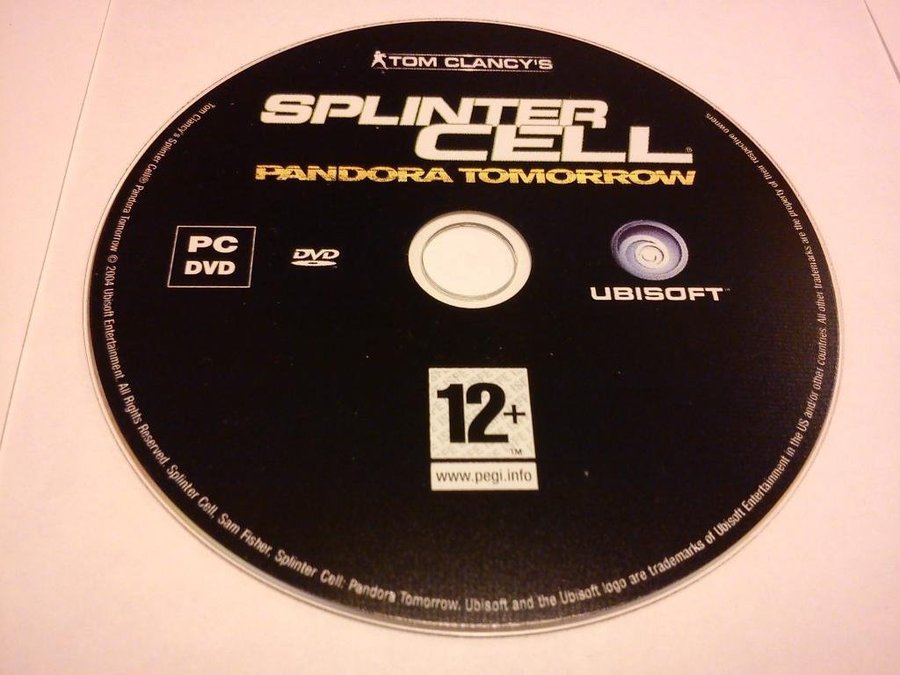 TOM CLANCY'S
SPLINTER
CELL®
PANDORA TOMORROW
PC
DVD
DVD
UBISOFT™
12+
™
www.pegi.info
Tom Clancy's Splinter Cell® Pandora Tomorrow © 2004 Ubisoft Entertainment. All Rights Reserved. Splinter Cell, Sam Fisher, Splinter Cell: Pandora Tomorrow, Ubisoft and the Ubisoft logo are trademarks of Ubisoft Entertainment in the US and/or other countries. All other trademarks are the property of their respective owners